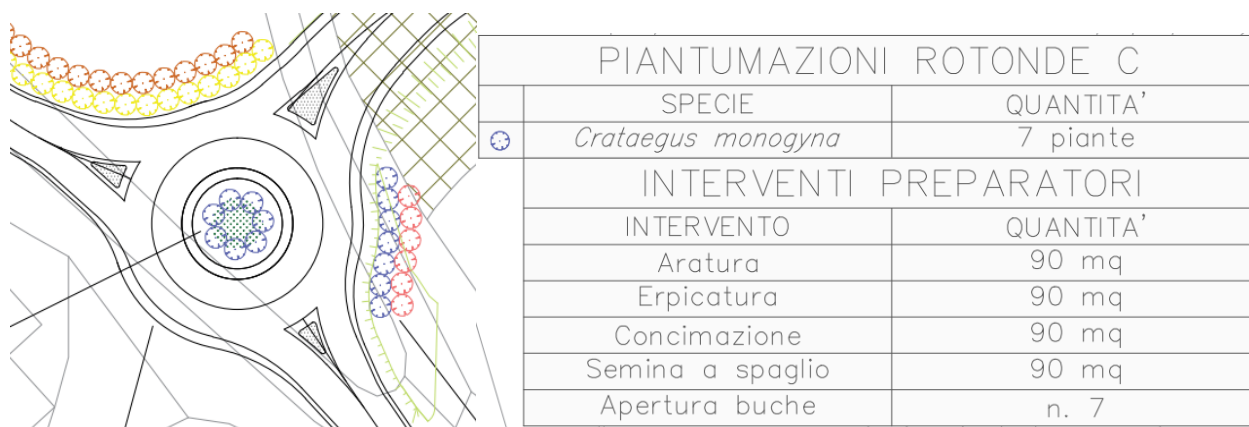 PIANTUMAZIONI ROTONDE C
SPECIE QUANTITA'
Crataegus monogyna 7 piante
INTERVENTI PREPARATORI
INTERVENTO QUANTITA'
Aratura 90 mq
Erpicatura 90 mq
Concimazione 90 mq
Semina a spaglio 90 mq
Apertura buche n. 7